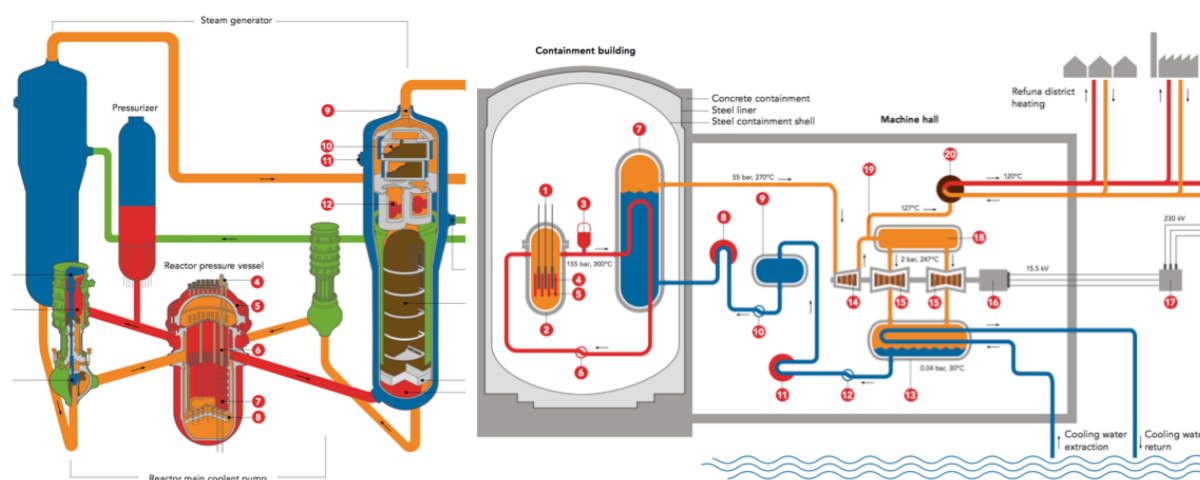 Steam generator
Pressurizer
9
10
11
12
Reactor pressure vessel
4
5
6
7
8
Reactor main coolant pump
Containment building
Concrete containment
Steel liner
Steel containment shell
Machine hall
Refuna district
heating
1
2
3
4
5
6
7
155 bar, 300°C
55 bar, 270°C
8
9
10
11
12
13
0.04 bar, 30°C
14
15
15
2 bar, 247°C
16
15.5 kV
17
230 kV
18
19
127°C
20
120°C
Cooling water
extraction
Cooling wate
return